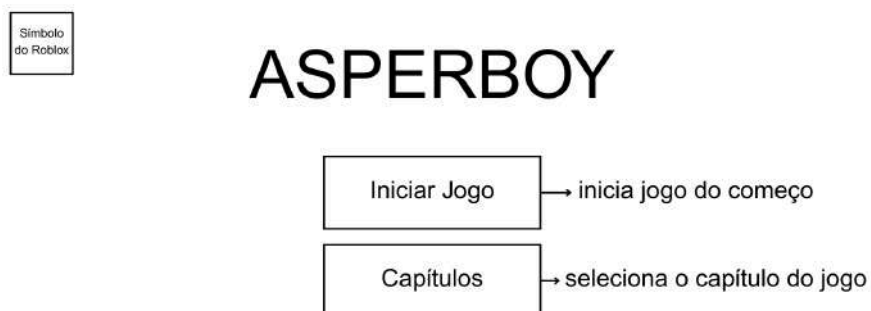 Símbolo
do Roblox
ASPERBOY
Iniciar Jogo
inicia jogo do começo
Capítulos
seleciona o capítulo do jogo